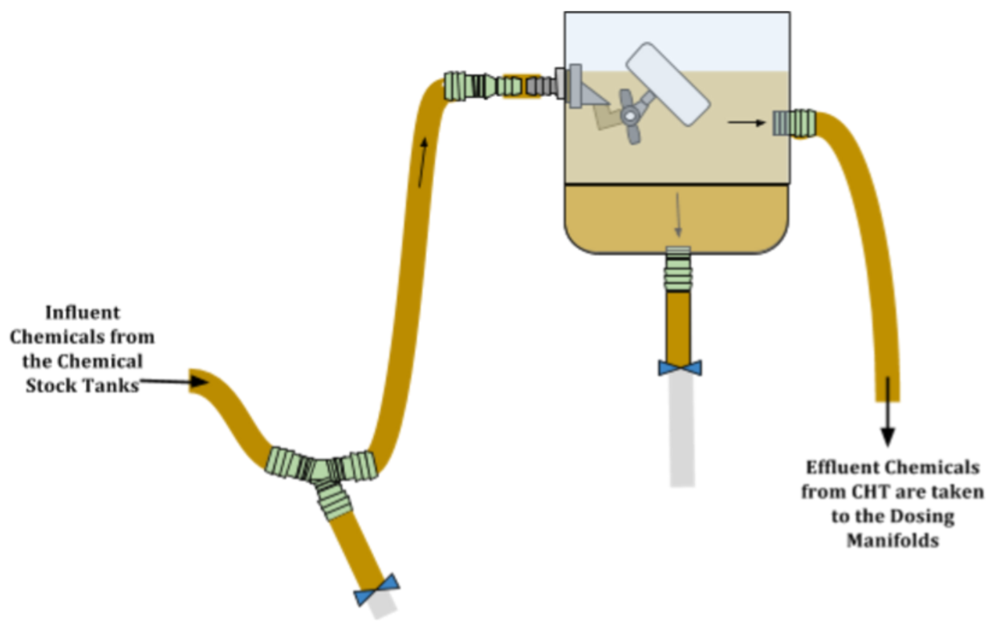 Influent
Chemicals from
the Chemical
Stock Tanks
Effluent Chemicals
from CHT are taken
to the Dosing
Manifolds